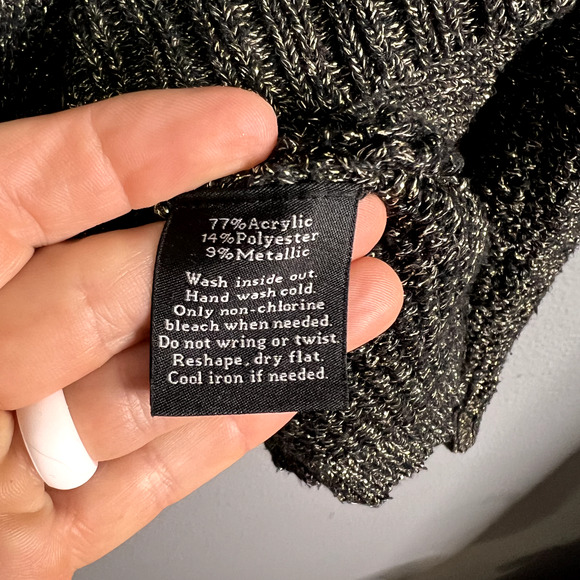 77%Acrylic
14%Polyester
9%Metallic
Wash inside out.
Hand wash cold.
Only non-chlorine
bleach when needed.
Do not wring or twist.
Reshape, dry flat.
Cool iron if needed.